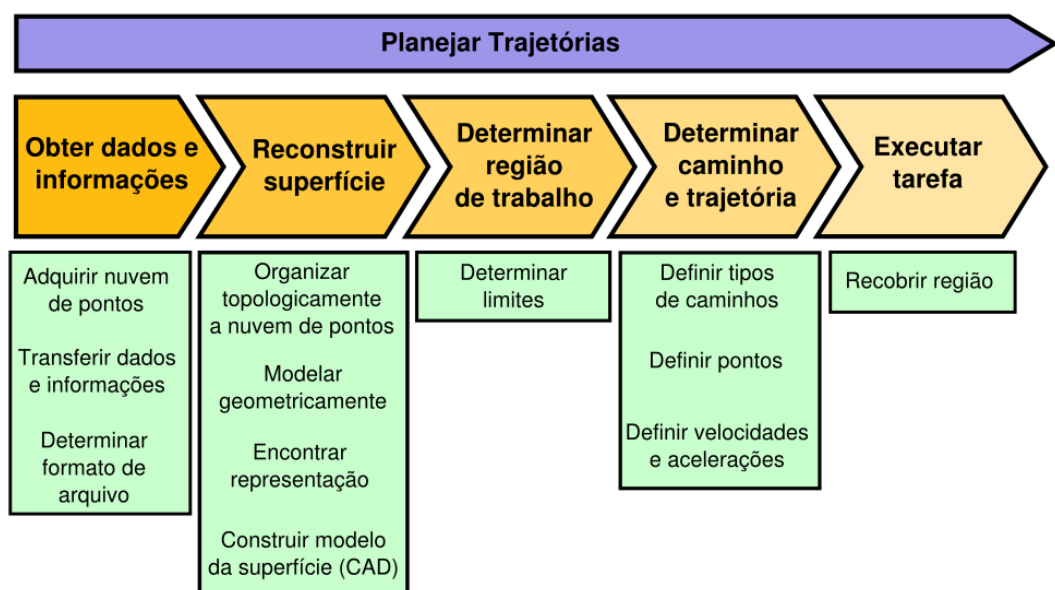 Planejar Trajetórias
Obter dados e
informações
Reconstruir
superfície
Determinar
região
de trabalho
Determinar
caminho
e trajetória
Executar
tarefa
Adquirir nuvem
de pontos
Transferir dados
e informações
Determinar
formato de
arquivo
Organizar
topologicamente
a nuvem de pontos
Modelar
geometricamente
Encontrar
representação
Construir modelo
da superfície (CAD)
Determinar
limites
Definir tipos
de caminhos
Definir pontos
Definir velocidades
e acelerações
Recobrir região